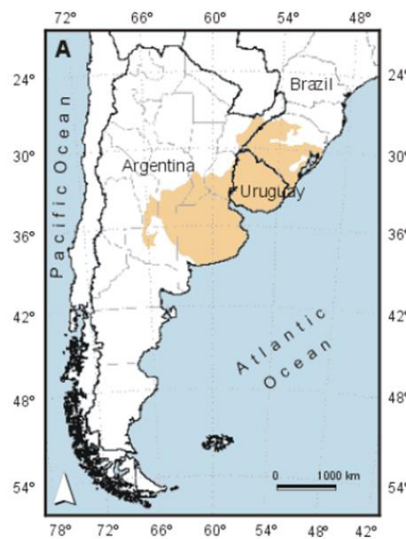 72° 66° 60° 54° 48°
A
24° 24°
Brazil
30° 30°
Argentina
Uruguay
Pacific Ocean
36° 36°
42° 42°
Atlantic
Ocean
48° 48°
0 1000 km
54° 54°
78° 72° 66° 60° 54° 48° 42°